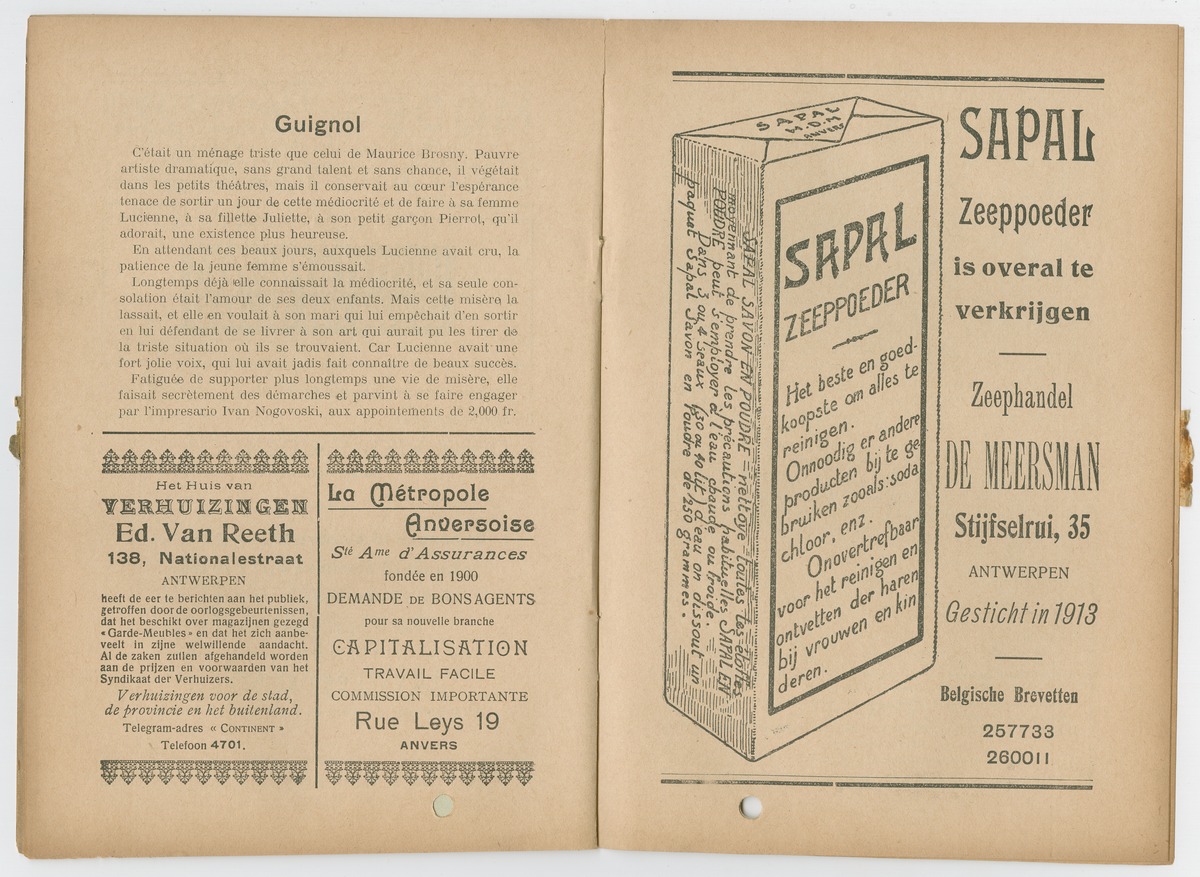 Guignol
C'était un ménage triste que celui de Maurice Brosny. Pauvre
artiste dramatique, sans grand talent et sans chance, il végétait
dans les petits théâtres, mais il conservait au cœur l'espérance
tenace de sortir un jour de cette médiocrité et de faire à sa femme
Lucienne, à sa fillette Juliette, à son petit garçon Pierrot, qu'il
adorait, une existence plus heureuse.
En attendant ces beaux jours, auxquels Lucienne avait cru, la
patience de la jeune femme s'émoussait.
Longtemps déjà elle connaissait la médiocrité, et sa seule con-
solation était l'amour de ses deux enfants. Mais cette misère la
lassait, et elle en voulait à son mari qui lui empêchait d'en sortir
en lui défendant de se livrer à son art qui aurait pu les tirer de
la triste situation où ils se trouvaient. Car Lucienne avait une
fort jolie voix, qui lui avait jadis fait connaître de beaux succès.
Fatiguée de supporter plus longtemps une vie de misère, elle
faisait secrètement des démarches et parvint à se faire engager
par l'impresario Ivan Nogovoski, aux appointements de 2,000 fr.
Het Huis van
VERHUIZINGEN
Ed. Van Reeth
138, Nationalestraat
ANTWERPEN
heeft de eer te berichten aan het publiek,
getroffen door de oorlogsgebeurtenissen,
dat het beschikt over magazijnen gezegd
«Garde-Meubles» en dat het zich aanbe-
veelt in zijne welwillende aandacht.
Al de zaken zullen afgehandeld worden
aan de prijzen en voorwaarden van het
Syndikaat der Verhuizers.
Verhuizingen voor de stad,
de provincie en het buitenland.
Telegram-adres « CONTINENT »
Telefoon 4701.
La Métropole
Anversoise
Sté Ame d'Assurances
fondée en 1900
DEMANDE DE BONS AGENTS
pour sa nouvelle branche
CAPITALISATION
TRAVAIL FACILE
COMMISSION IMPORTANTE
Rue Leys 19
ANVERS
SAPAL
H.D.M
ANVERS
SAPAL SAVON EN POUDRE = nettoye toutes les étoffes
moyennant de prendre les précautions habituelles SAPAL EN
POUDRE peut s'employer à l'eau chaude ou froide.
Dans 3 ou 4 seaux (30 ou 40 lit.) d'eau on dissout un
paquet Sapal Savon en Poudre de 250 grammes.
SAPAL
ZEEPPOEDER
Het beste en goed-
koopste om alles te
reinigen.
Onnoodig er andere
producten bij te ge
bruiken zooals: soda
chloor, enz.
Onovertrefbaar
voor het reinigen en
ontvetten der haren
bij vrouwen en kin
deren.
SAPAL
Zeeppoeder
is overal te
verkrijgen
Zeephandel
DE MEERSMAN
Stijfselrui, 35
ANTWERPEN
Gesticht in 1913
Belgische Brevetten
257733
260011